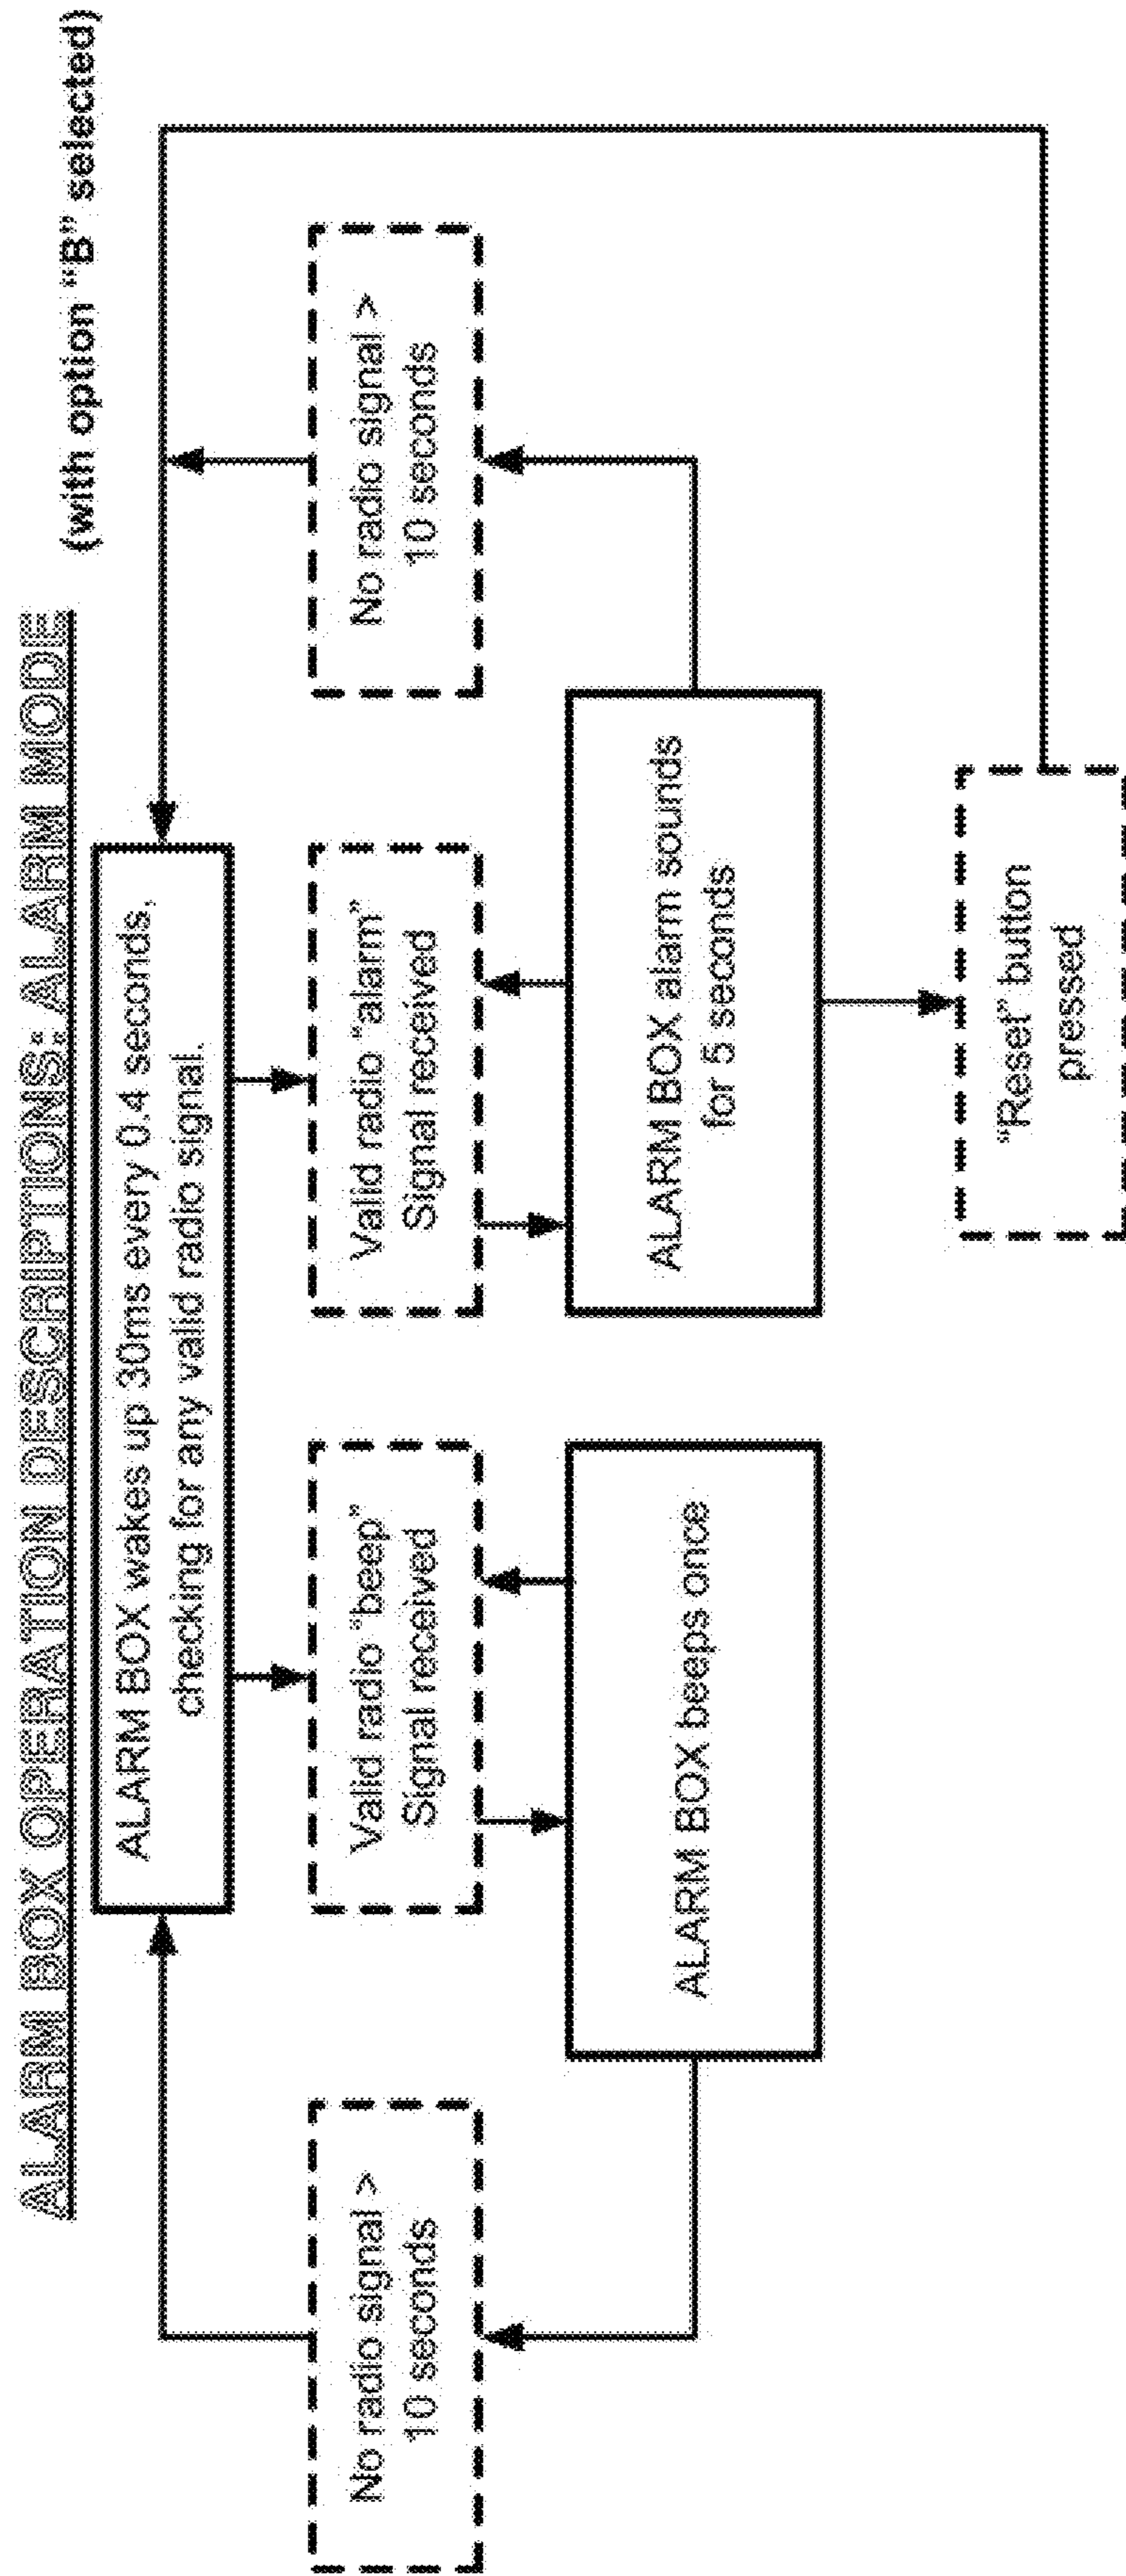 ALARM BOX OPERATION DESCRIPTIONS: ALARM MODE
(with option "B" selected)
ALARM BOX wakes up 30ms every 0.4 seconds,
checking for any valid radio signal.
No radio signal >
10 seconds
Valid radio "beep"
Signal received
Valid radio "alarm"
Signal received
No radio signal >
10 seconds
ALARM BOX beeps once
ALARM BOX alarm sounds
for 5 seconds
"Reset" button
pressed